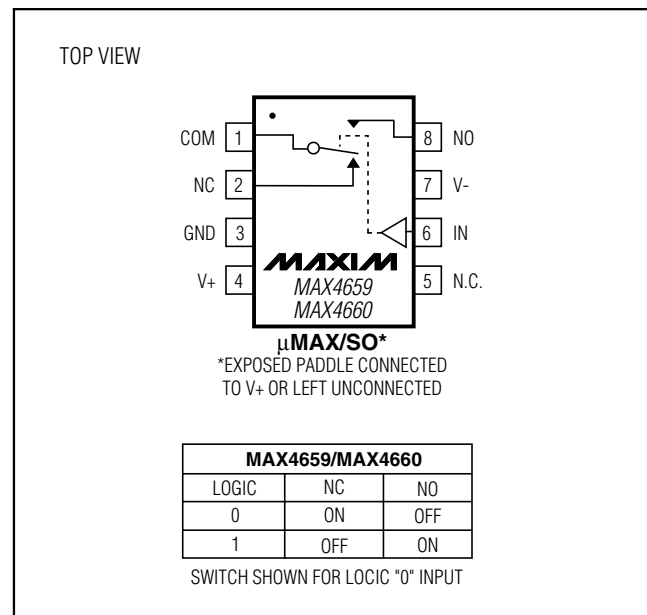 TOP VIEW
COM 1
8 NO
NC 2
7 V-
GND 3
6 IN
V+ 4
5 N.C.
MAXIM
MAX4659
MAX4660
µMAX/SO*
*EXPOSED PADDLE CONNECTED
TO V+ OR LEFT UNCONNECTED
MAX4659/MAX4660
LOGIC NC NO
0 ON OFF
1 OFF ON
SWITCH SHOWN FOR LOCIC "0" INPUT